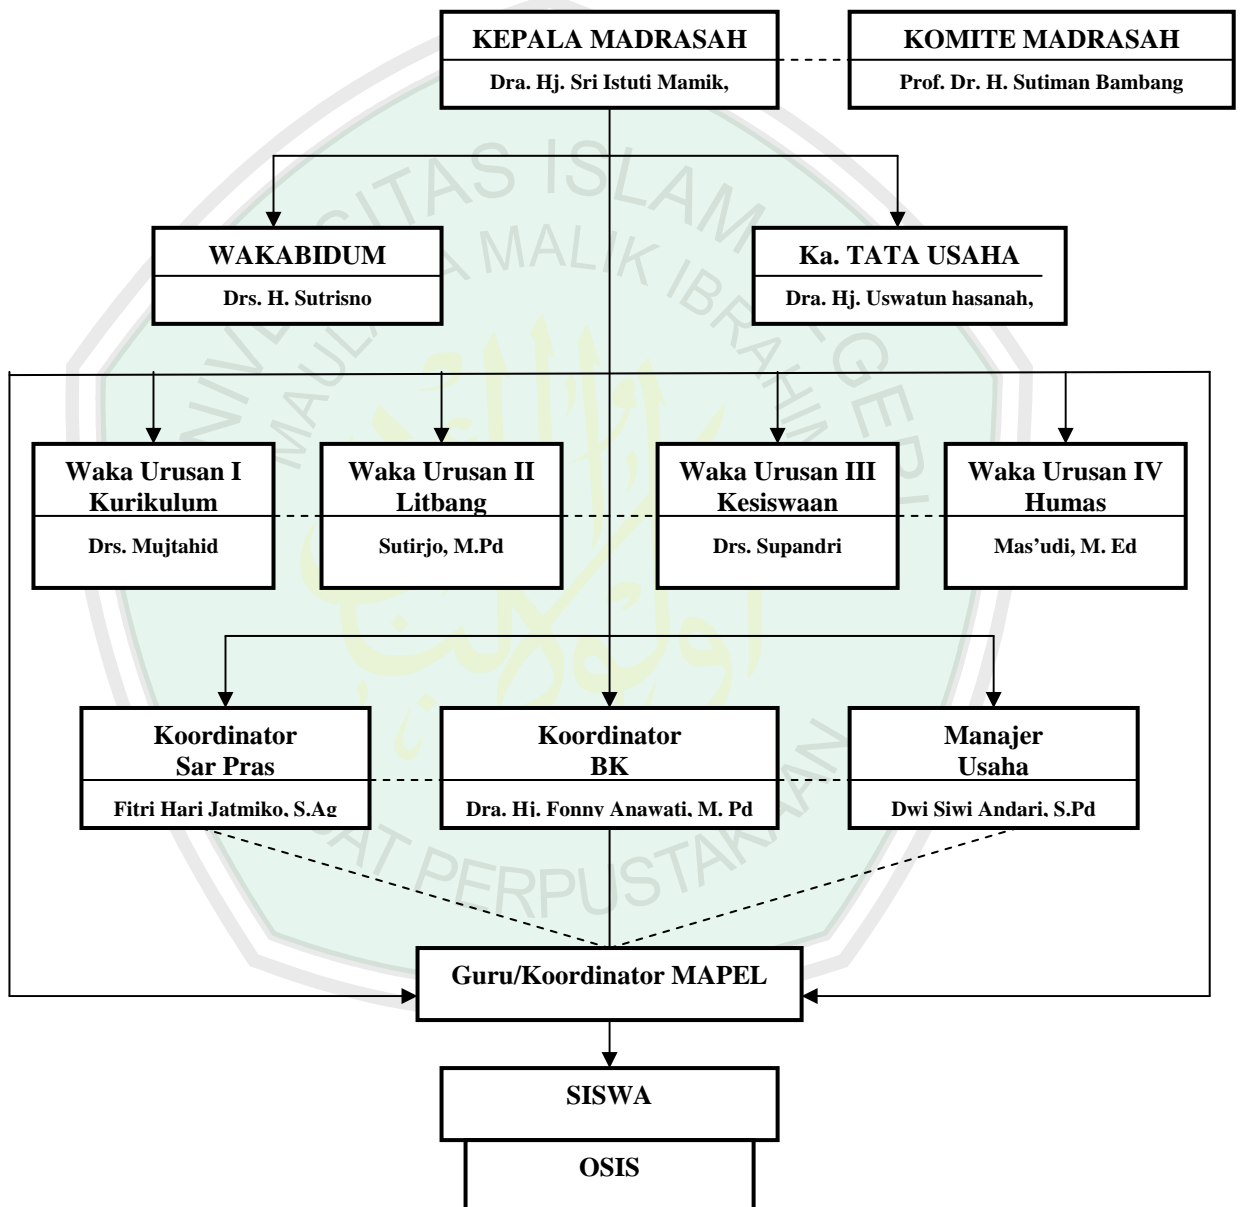 KEPALA MADRASAH
Dra. Hj. Sri Istuti Mamik,
KOMITE MADRASAH
Prof. Dr. H. Sutiman Bambang
WAKABIDUM
Drs. H. Sutrisno
Ka. TATA USAHA
Dra. Hj. Uswatun hasanah,
Waka Urusan I
Kurikulum
Drs. Mujtahid
Waka Urusan II
Litbang
Sutirjo, M.Pd
Waka Urusan III
Kesiswaan
Drs. Supandri
Waka Urusan IV
Humas
Mas’udi, M. Ed
Koordinator
Sar Pras
Fitri Hari Jatmiko, S.Ag
Koordinator
BK
Dra. Hj. Fonny Anawati, M. Pd
Manajer
Usaha
Dwi Siwi Andari, S.Pd
Guru/Koordinator MAPEL
SISWA
OSIS